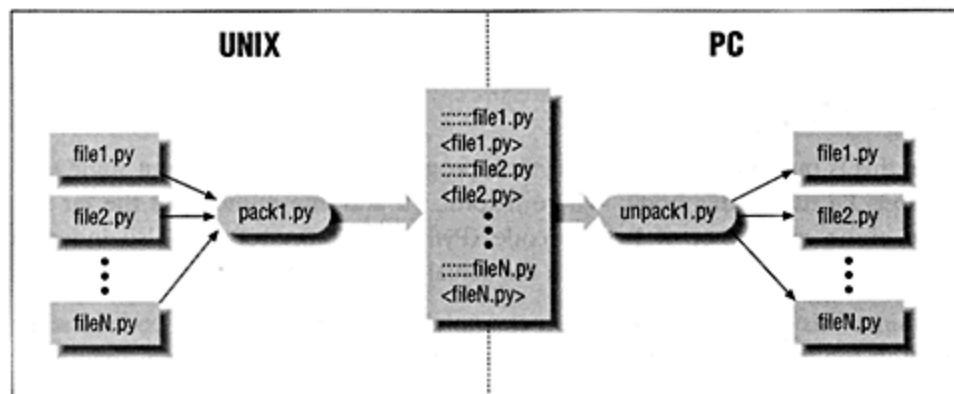 UNIX
PC
file1.py
file2.py
fileN.py
pack1.py
::::::file1.py
<file1.py>
::::::file2.py
<file2.py>
::::::fileN.py
<fileN.py>
unpack1.py
file1.py
file2.py
fileN.py